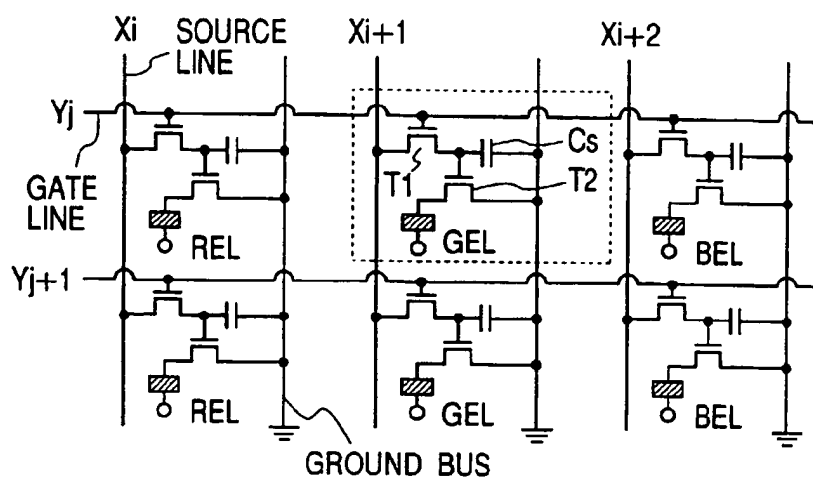 Xi SOURCE LINE Xi+1 Xi+2
Yj
Cs
GATE LINE T1 T2
REL GEL BEL
Yj+1
REL GEL BEL
GROUND BUS